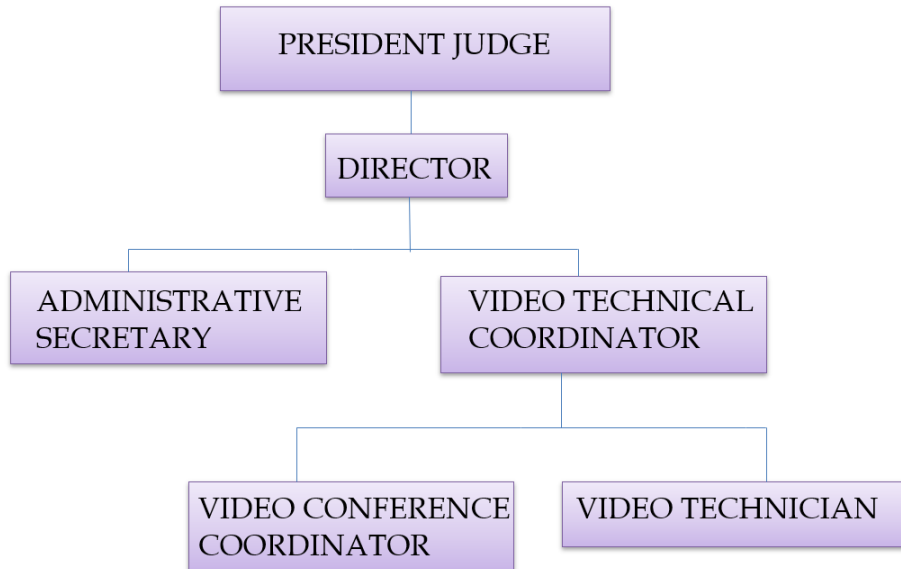 PRESIDENT JUDGE
DIRECTOR
ADMINISTRATIVE
SECRETARY
VIDEO TECHNICAL
COORDINATOR
VIDEO CONFERENCE
COORDINATOR
VIDEO TECHNICIAN